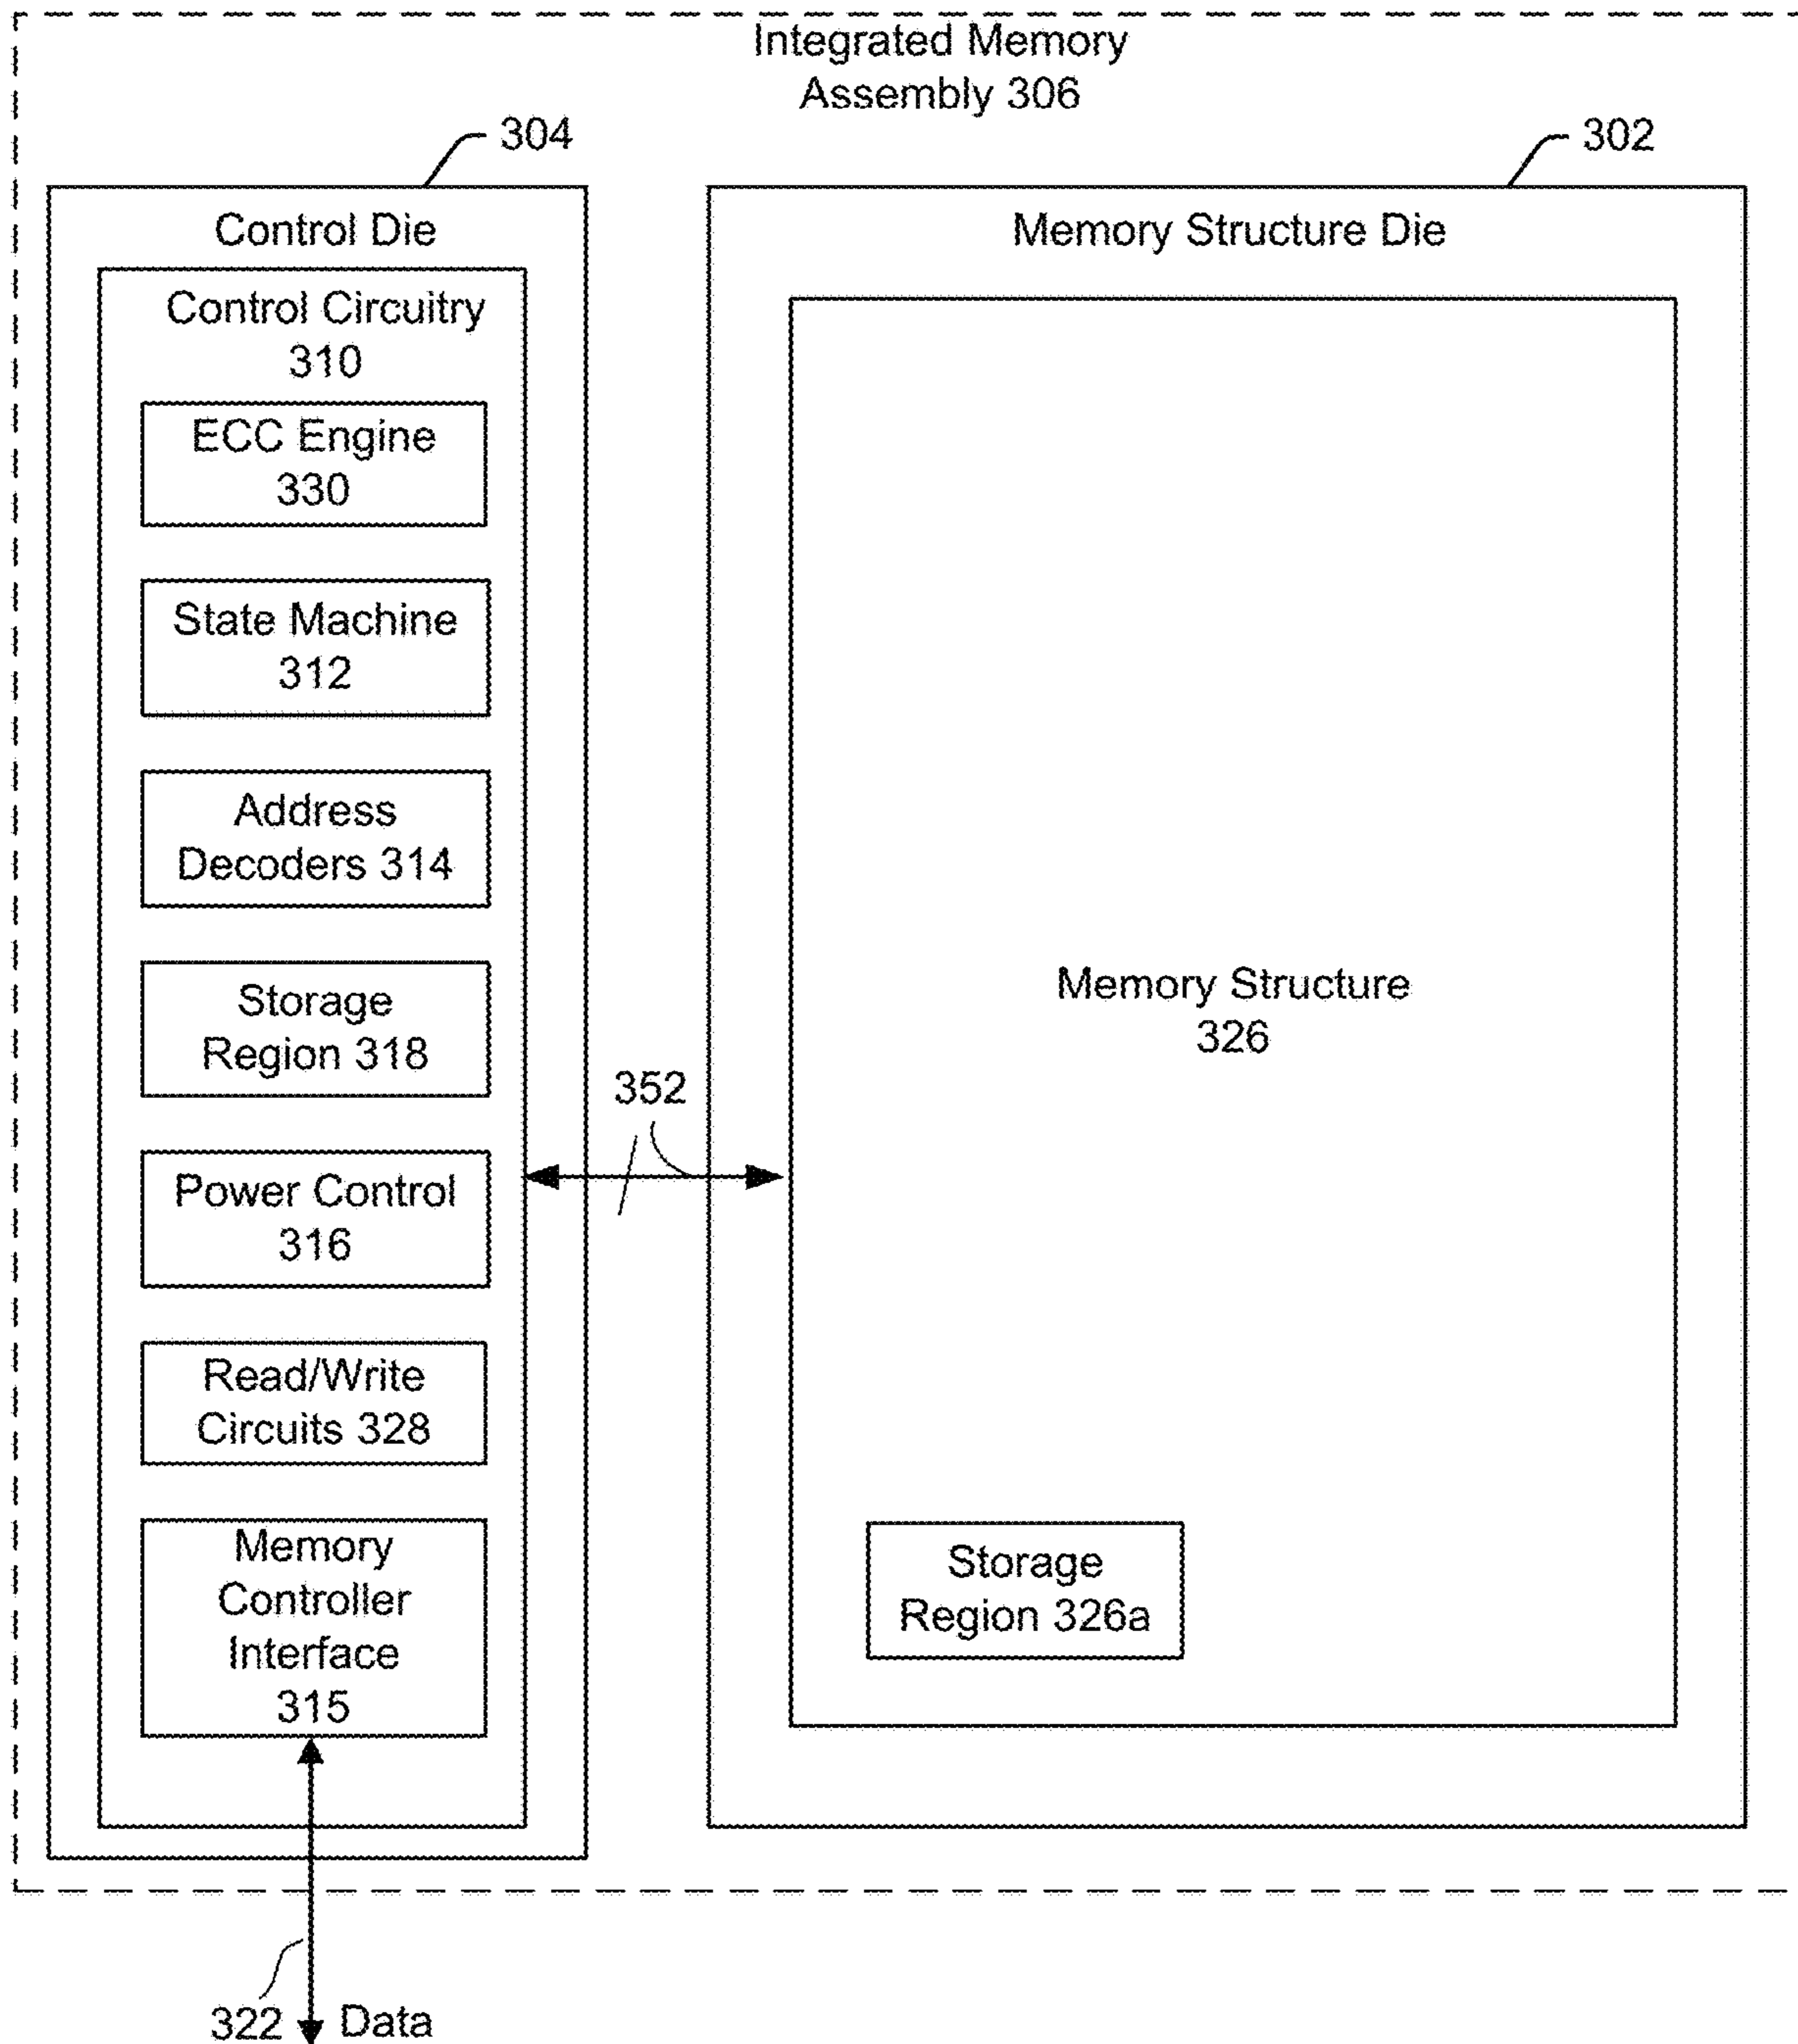 Integrated Memory
Assembly 306
304
302
Control Die
Control Circuitry
310
ECC Engine
330
State Machine
312
Address
Decoders 314
Storage
Region 318
Power Control
316
Read/Write
Circuits 328
Memory
Controller
Interface
315
352
Memory Structure Die
Memory Structure
326
Storage
Region 326a
322
Data